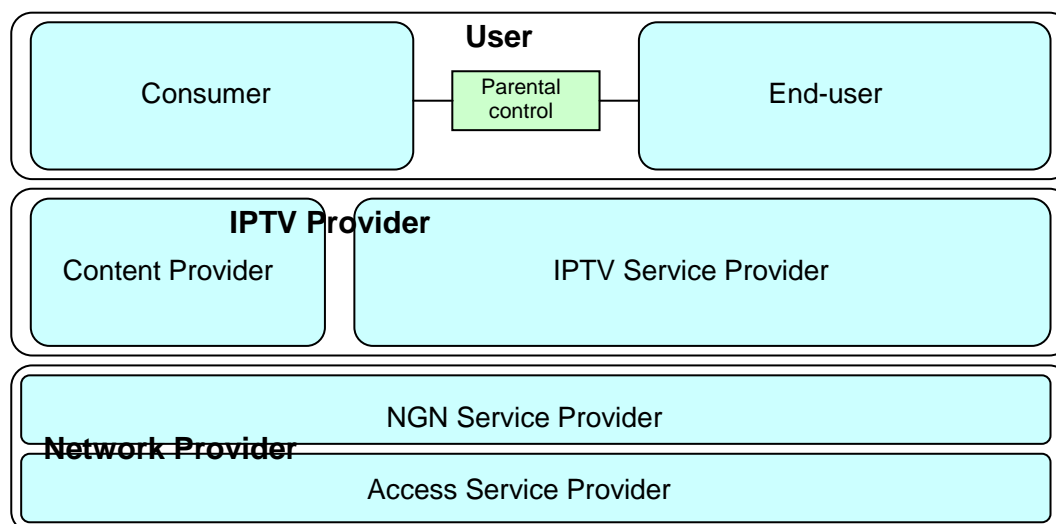 User
Consumer
Parental
control
End-user
IPTV Provider
Content Provider
IPTV Service Provider
NGN Service Provider
Network Provider
Access Service Provider